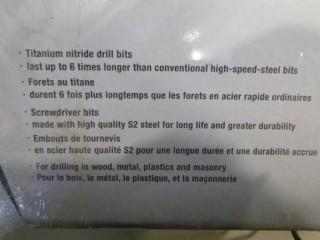 · Titanium nitride drill bits
- last up to 6 times longer than conventional high-speed-steel bits
· Forets au titane
- durent 6 fois plus longtemps que les forets en acier rapide ordinaires
· Screwdriver bits
- made with high quality S2 steel for long life and greater durability
· Embouts de tournevis
- en acier haute qualité S2 pour une longue durée et une durabilité accrue
· For drilling in wood, metal, plastics and masonry
· Pour le bois, le métal, le plastique, et la maçonnerie